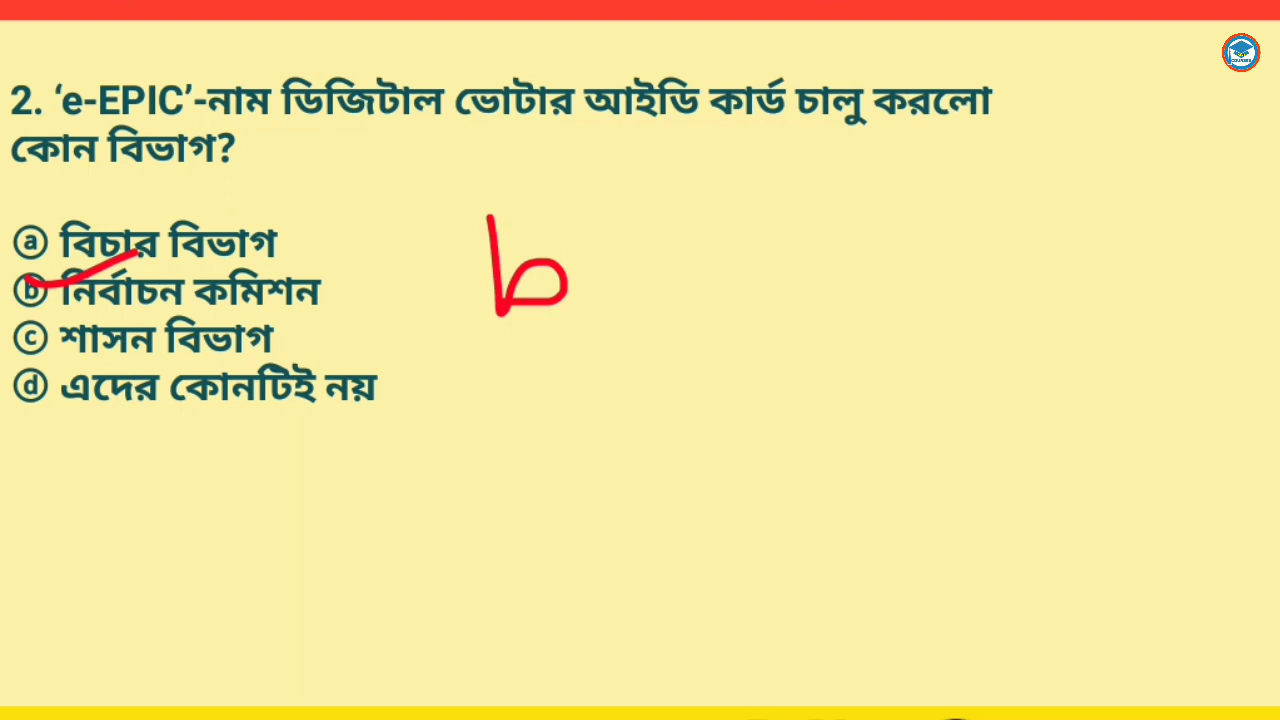 2. ‘e-EPIC’-নাম ডিজিটাল ভোটার আইডি কার্ড চালু করলো
কোন বিভাগ?
ⓐ বিচার বিভাগ
ⓑ নির্বাচন কমিশন
ⓒ শাসন বিভাগ
ⓓ এদের কোনটিই নয়
b